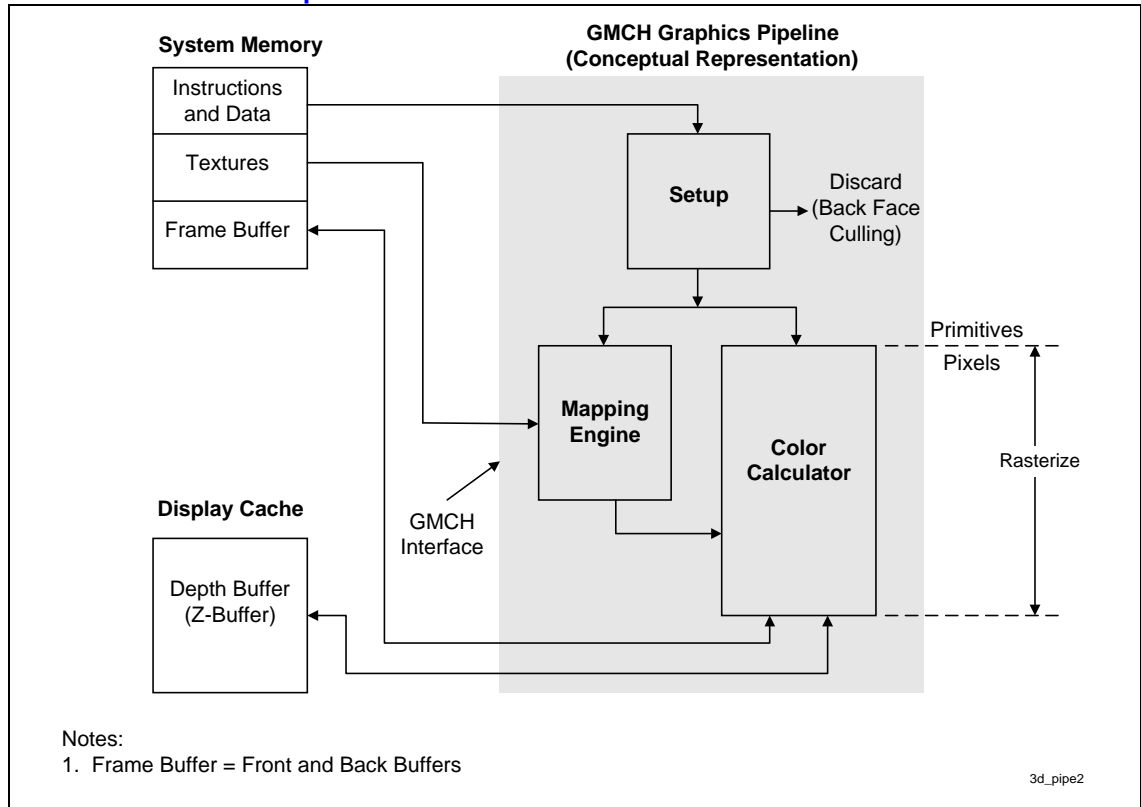 System Memory
GMCH Graphics Pipeline
(Conceptual Representation)
Instructions
and Data
Textures
Frame Buffer
Setup
Discard
(Back Face
Culling)
Primitives
Pixels
Mapping
Engine
Color
Calculator
Rasterize
GMCH
Interface
Display Cache
Depth Buffer
(Z-Buffer)
Notes:
1. Frame Buffer = Front and Back Buffers
3d_pipe2